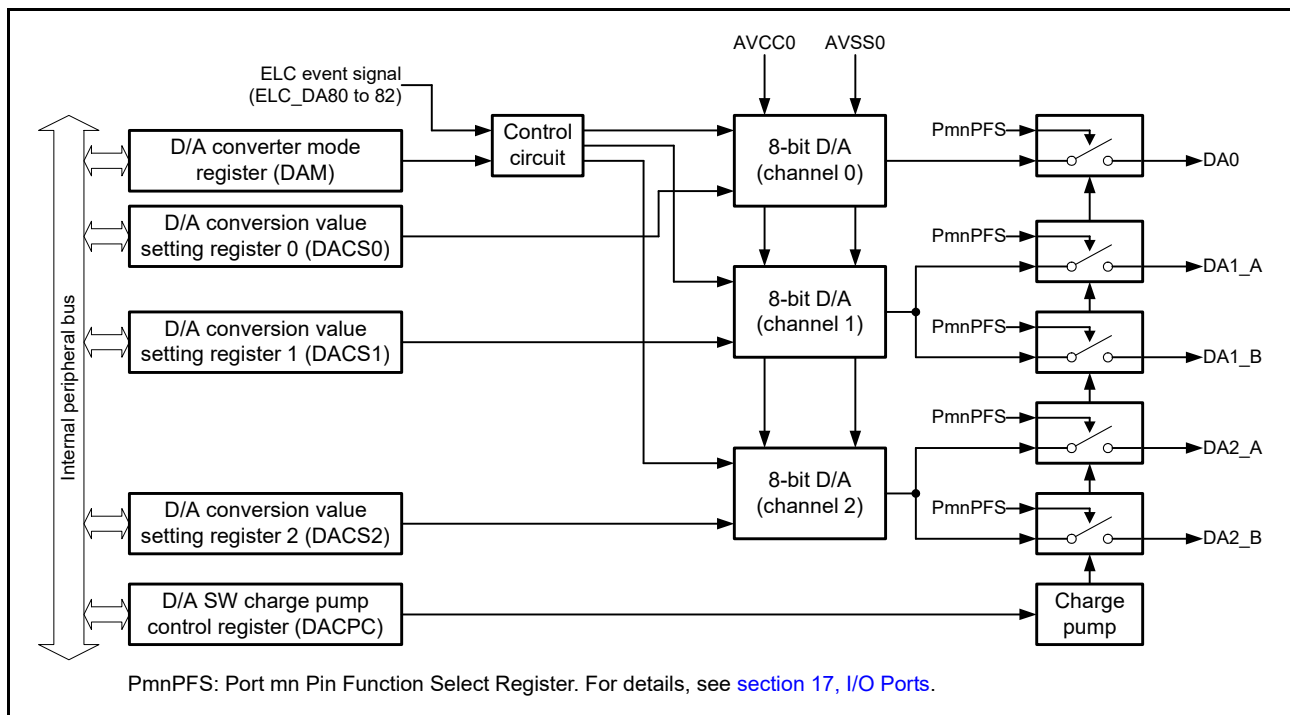 AVCC0
AVSS0
ELC event signal
(ELC_DA80 to 82)
Internal peripheral bus
D/A converter mode
register (DAM)
Control
circuit
8-bit D/A
(channel 0)
PmnPFS
DA0
D/A conversion value
setting register 0 (DACS0)
PmnPFS
DA1_A
D/A conversion value
setting register 1 (DACS1)
8-bit D/A
(channel 1)
PmnPFS
DA1_B
PmnPFS
DA2_A
D/A conversion value
setting register 2 (DACS2)
8-bit D/A
(channel 2)
PmnPFS
DA2_B
D/A SW charge pump
control register (DACPC)
Charge
pump
PmnPFS: Port mn Pin Function Select Register. For details, see section 17, I/O Ports.